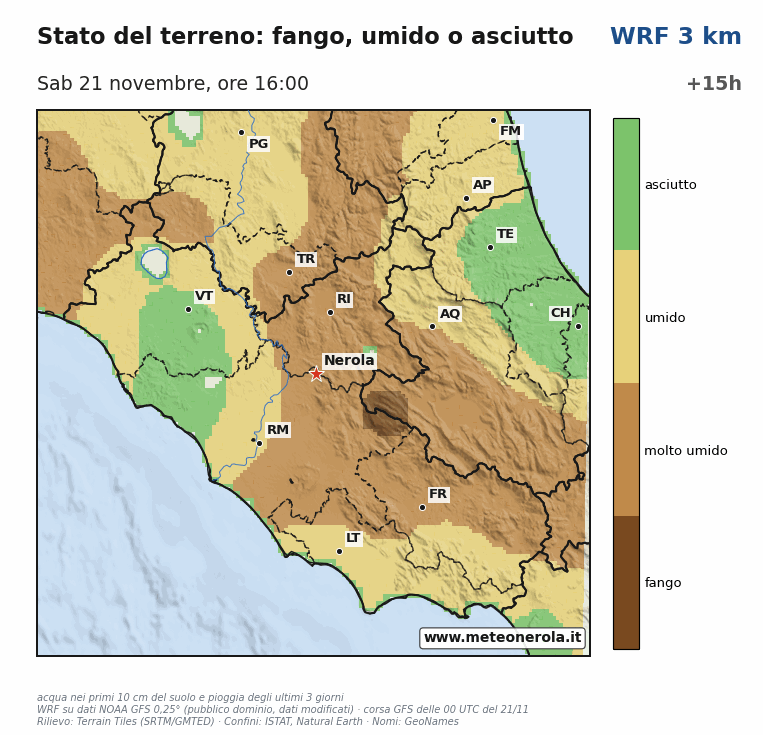 Stato del terreno: fango, umido o asciutto
WRF 3 km
Sab 21 novembre, ore 16:00
+15h
FM
PG
AP
TE
TR
RI
VT
AQ
CH
Nerola
RM
FR
LT
www.meteonerola.it
asciutto
umido
molto umido
fango
acqua nei primi 10 cm del suolo e pioggia degli ultimi 3 giorni
WRF su dati NOAA GFS 0,25° (pubblico dominio, dati modificati) · corsa GFS delle 00 UTC del 21/11
Rilievo: Terrain Tiles (SRTM/GMTED) · Confini: ISTAT, Natural Earth · Nomi: GeoNames